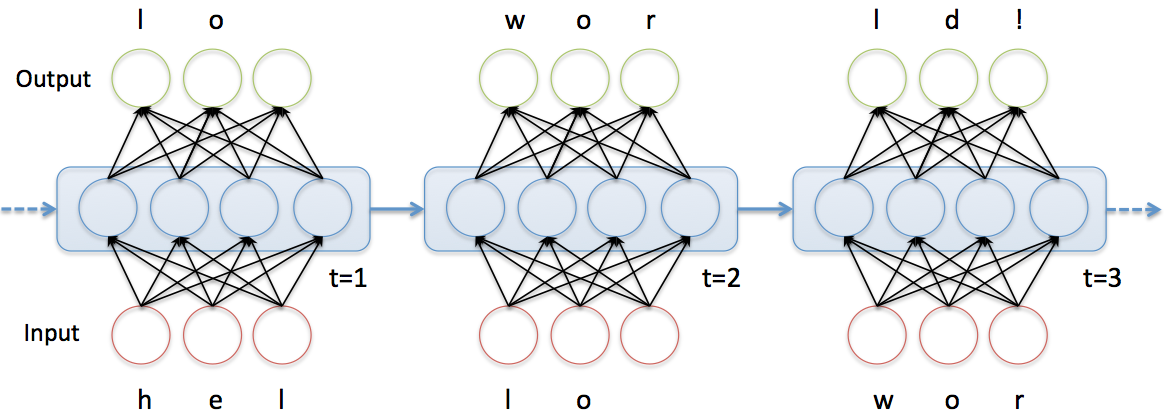 l o w o r l d !
Output
t=1 t=2 t=3
Input
h e l l o w o r